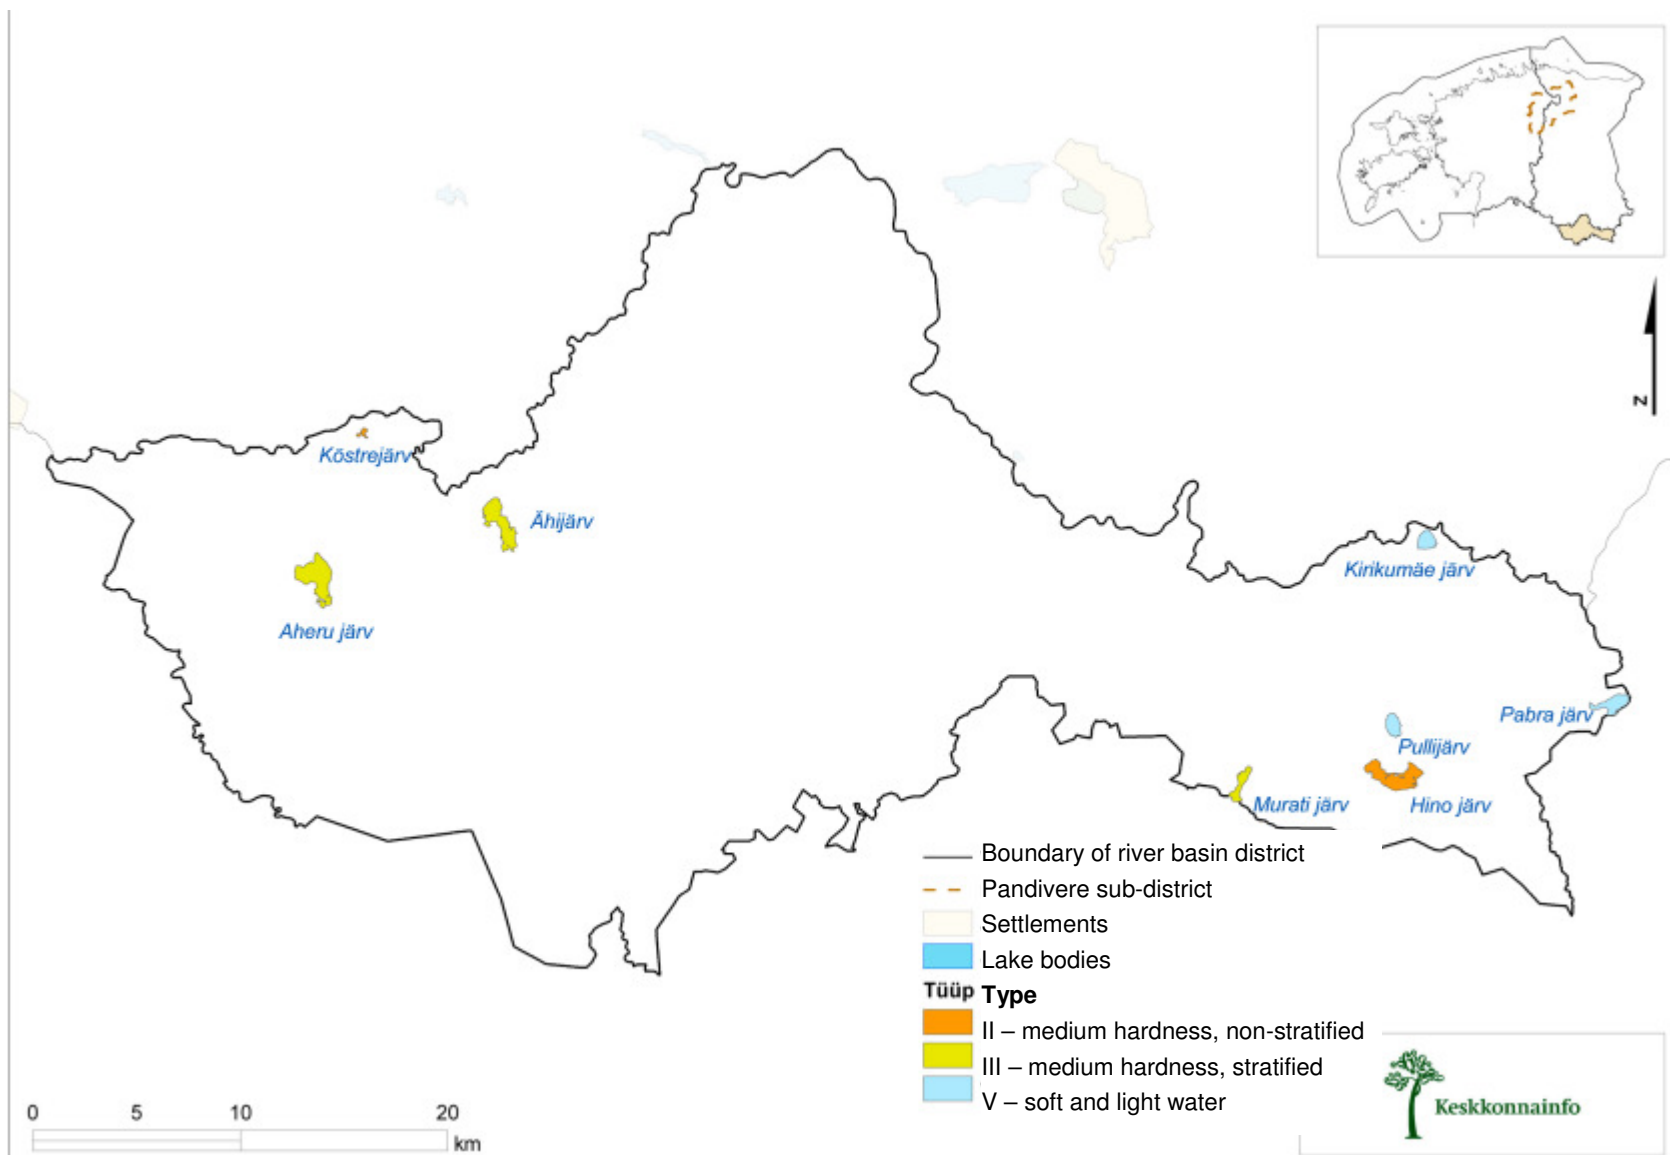 N
Köstrejärv
Ähijärv
Aheru järv
Kirikumäe järv
Pabra järv
Pullijärv
Murati järv
Hino järv
Boundary of river basin district
Pandivere sub-district
Settlements
Lake bodies
Tüüp Type
II – medium hardness, non-stratified
III – medium hardness, stratified
V – soft and light water
0 5 10 20
km
Keskkonnainfo